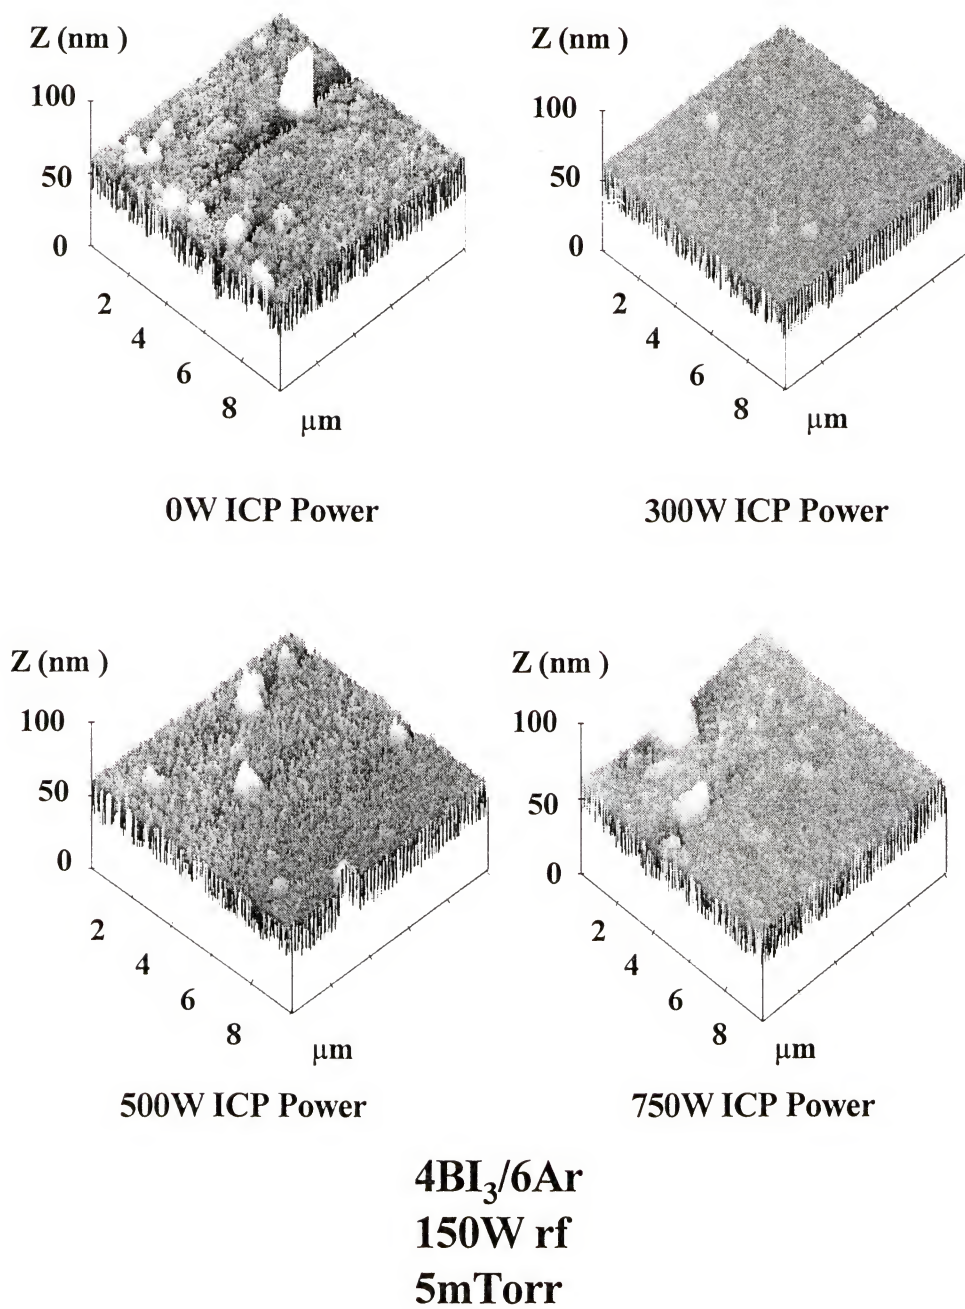 Z (nm )
100
50
0
2
4
6
8
µm
0W ICP Power
Z (nm )
100
50
0
2
4
6
8
µm
300W ICP Power
Z (nm )
100
50
0
2
4
6
8
µm
500W ICP Power
Z (nm )
100
50
0
2
4
6
8
µm
750W ICP Power
4BI₃/6Ar
150W rf
5mTorr